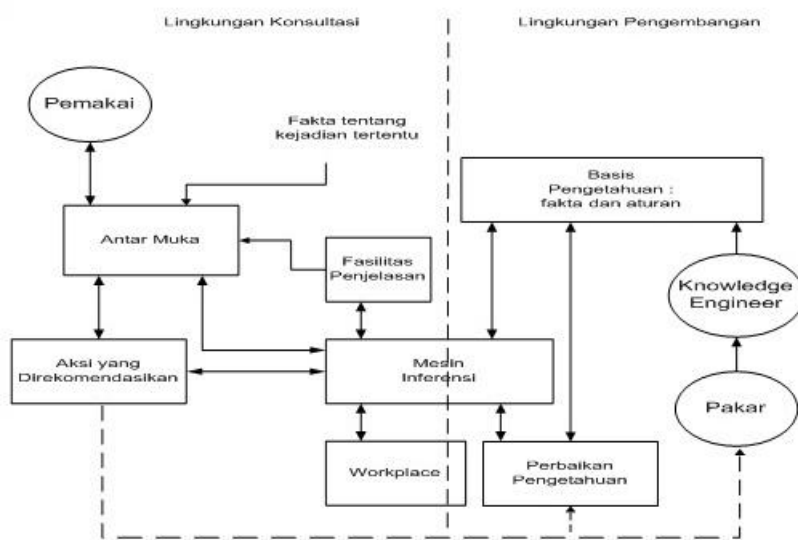 Lingkungan Konsultasi
Lingkungan Pengembangan
Pemakai
Fakta tentang
kejadian tertentu
Basis
Pengetahuan :
fakta dan aturan
Antar Muka
Fasilitas
Penjelasan
Knowledge
Engineer
Aksi yang
Direkomendasikan
Mesin
Inferensi
Pakar
Workplace
Perbaikan
Pengetahuan